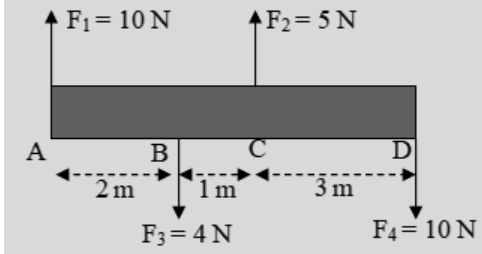 F₁ = 10 N
F₂ = 5 N
A
B
C
D
2 m
1 m
3 m
F₃ = 4 N
F₄ = 10 N